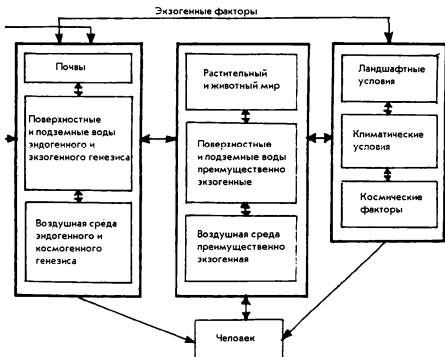 Экзогенные факторы
Почвы
Поверхностные
и подземные воды
эндогенного и
экзогенного генезиса
Воздушная среда
эндогенного и
космогенного
генезиса
Растительный
и животный мир
Поверхностные
и подземные воды
преимущественно
экзогенные
Воздушная среда
преимущественно
экзогенная
Ландшафтные
условия
Климатические
условия
Космические
факторы
Человек